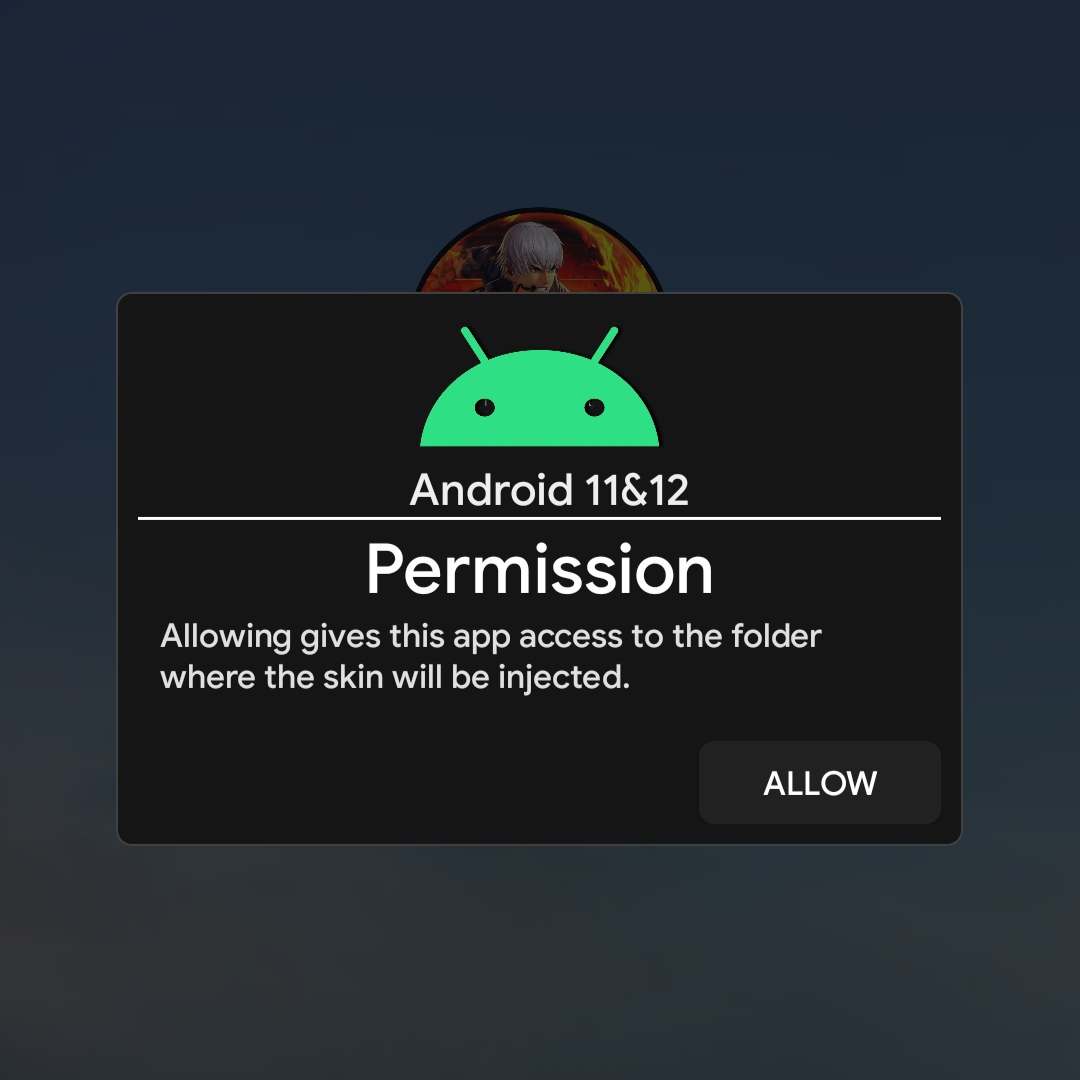 Android 11&12
Permission
Allowing gives this app access to the folder
where the skin will be injected.
ALLOW